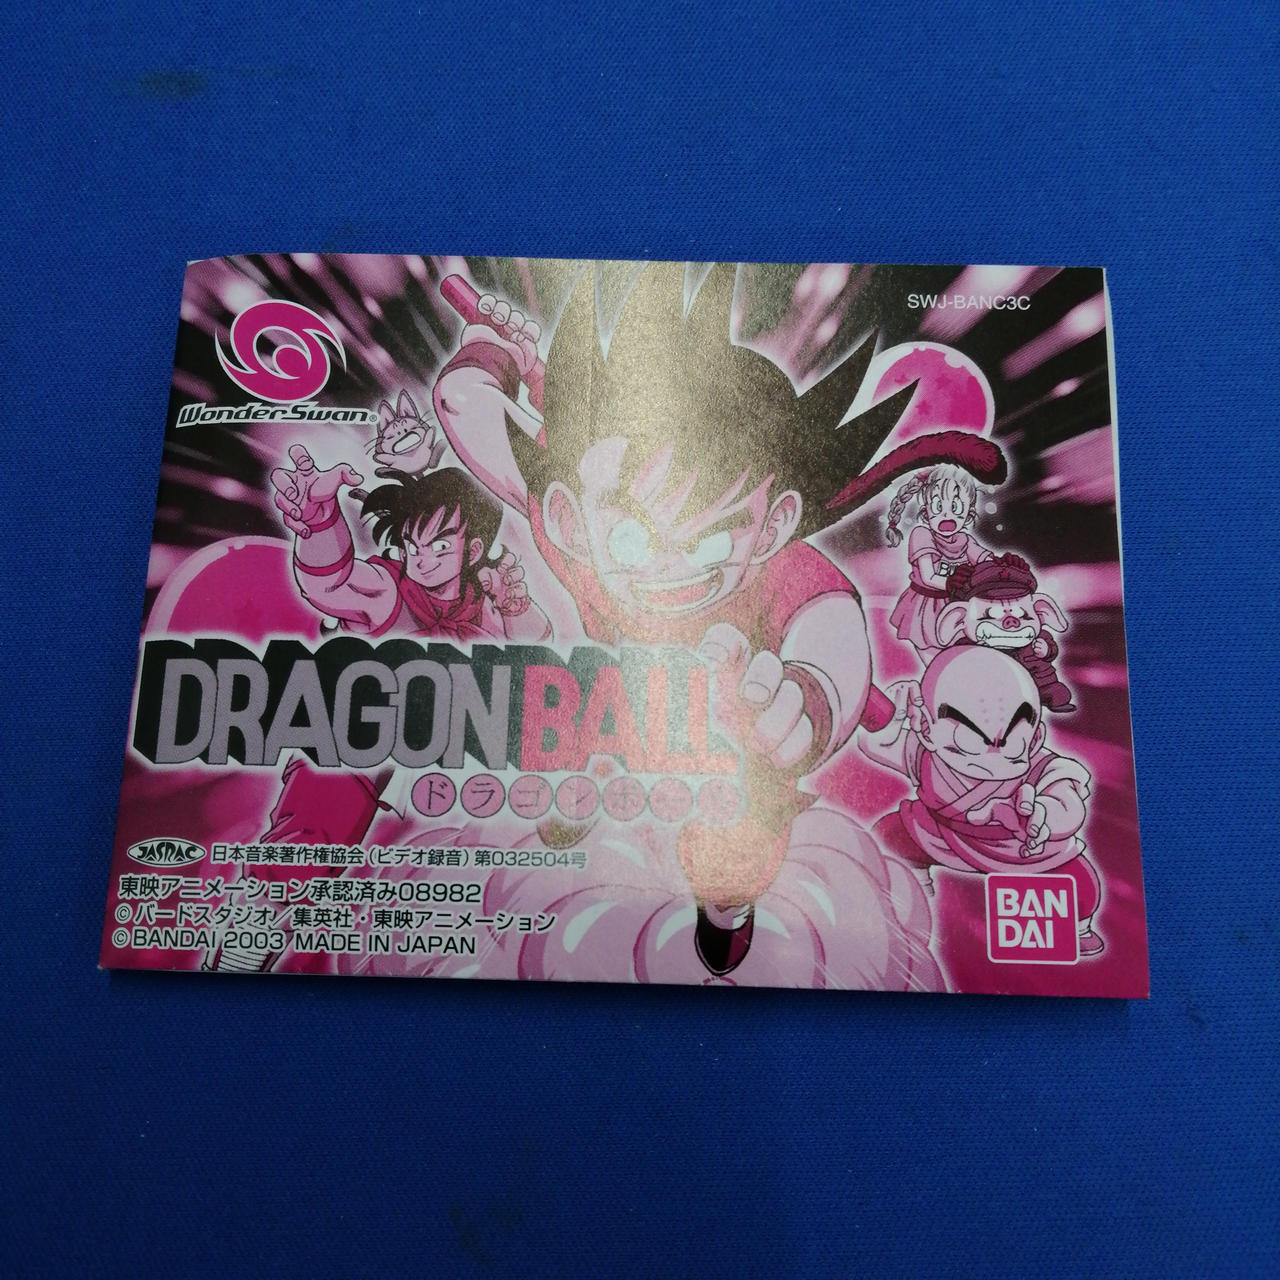 SWJ-BANC3C
WonderSwan®
DRAGON BALL
ドラゴンボール
JASRAC 日本音楽著作権協会(ビデオ録音)第032504号
東映アニメーション承認済み08982
©バードスタジオ／集英社・東映アニメーション
©BANDAI 2003 MADE IN JAPAN
BAN
DAI